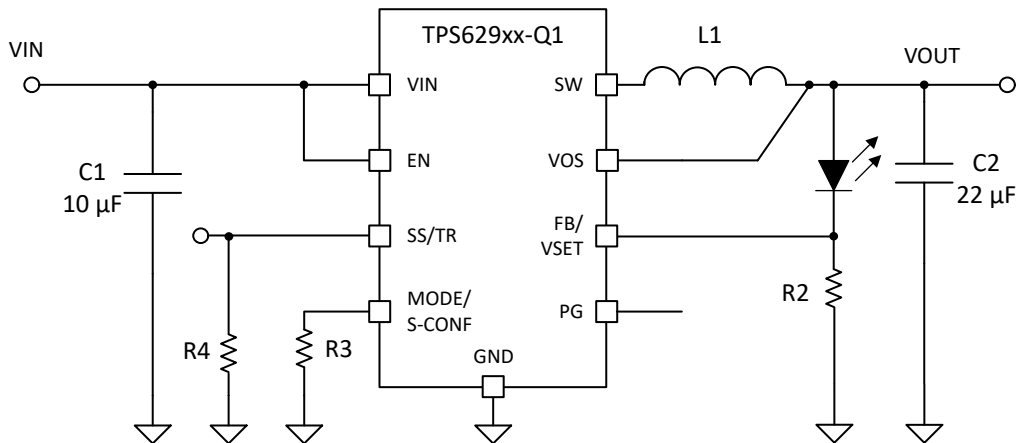 TPS629xx-Q1
L1
VIN
VOUT
VIN
SW
EN
VOS
C1
10 µF
C2
22 µF
SS/TR
FB/
VSET
R2
MODE/
S-CONF
PG
R4
R3
GND